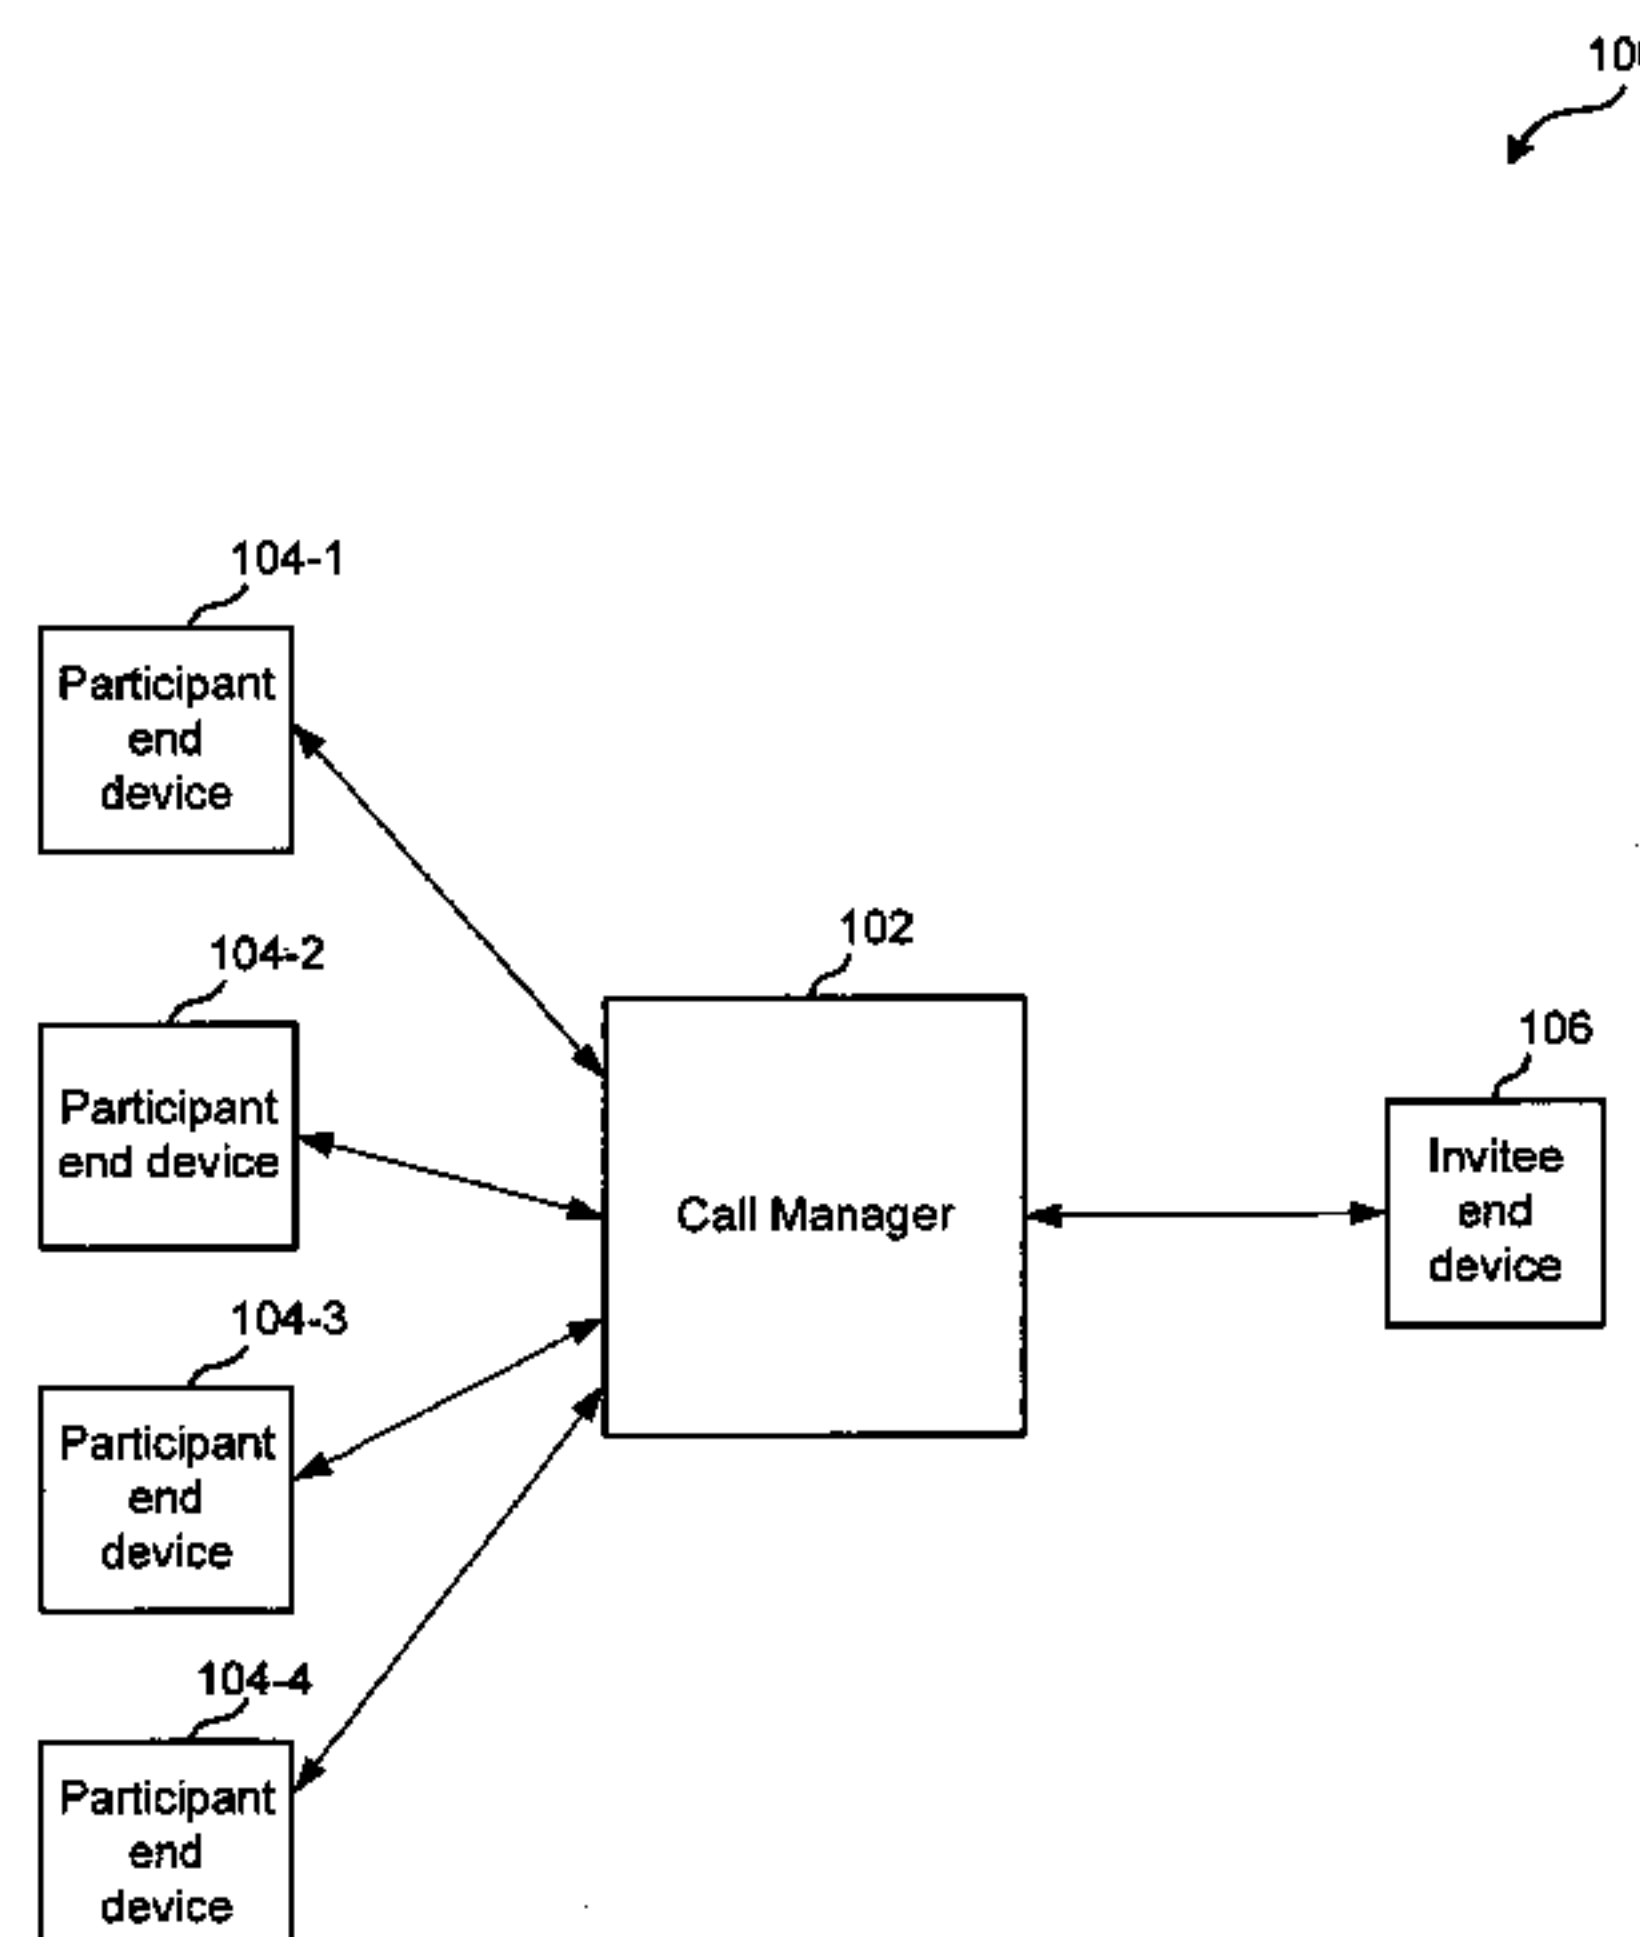 104-1
Participant
end
device
104-2
Participant
end device
104-3
Participant
end
device
104-4
Participant
end
device
102
Call Manager
106
Invitee
end
device